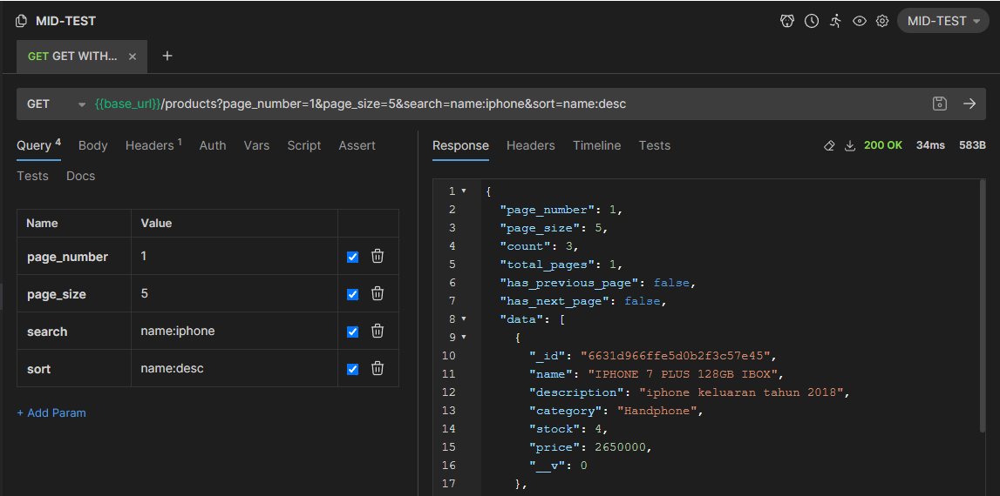 MID-TEST
MID-TEST
GET GET WITH...
GET {{base_url}}/products?page_number=1&page_size=5&search=name:iphone&sort=name:desc
Query 4 Body Headers 1 Auth Vars Script Assert
Tests Docs
Name Value
page_number 1
page_size 5
search name:iphone
sort name:desc
+ Add Param
Response Headers Timeline Tests 200 OK 34ms 583B
1 {
2 "page_number": 1,
3 "page_size": 5,
4 "count": 3,
5 "total_pages": 1,
6 "has_previous_page": false,
7 "has_next_page": false,
8 "data": [
9 {
10 "_id": "6631d966ffe5d0b2f3c57e45",
11 "name": "IPHONE 7 PLUS 128GB IBOX",
12 "description": "iphone keluaran tahun 2018",
13 "category": "Handphone",
14 "stock": 4,
15 "price": 2650000,
16 "__v": 0
17 },